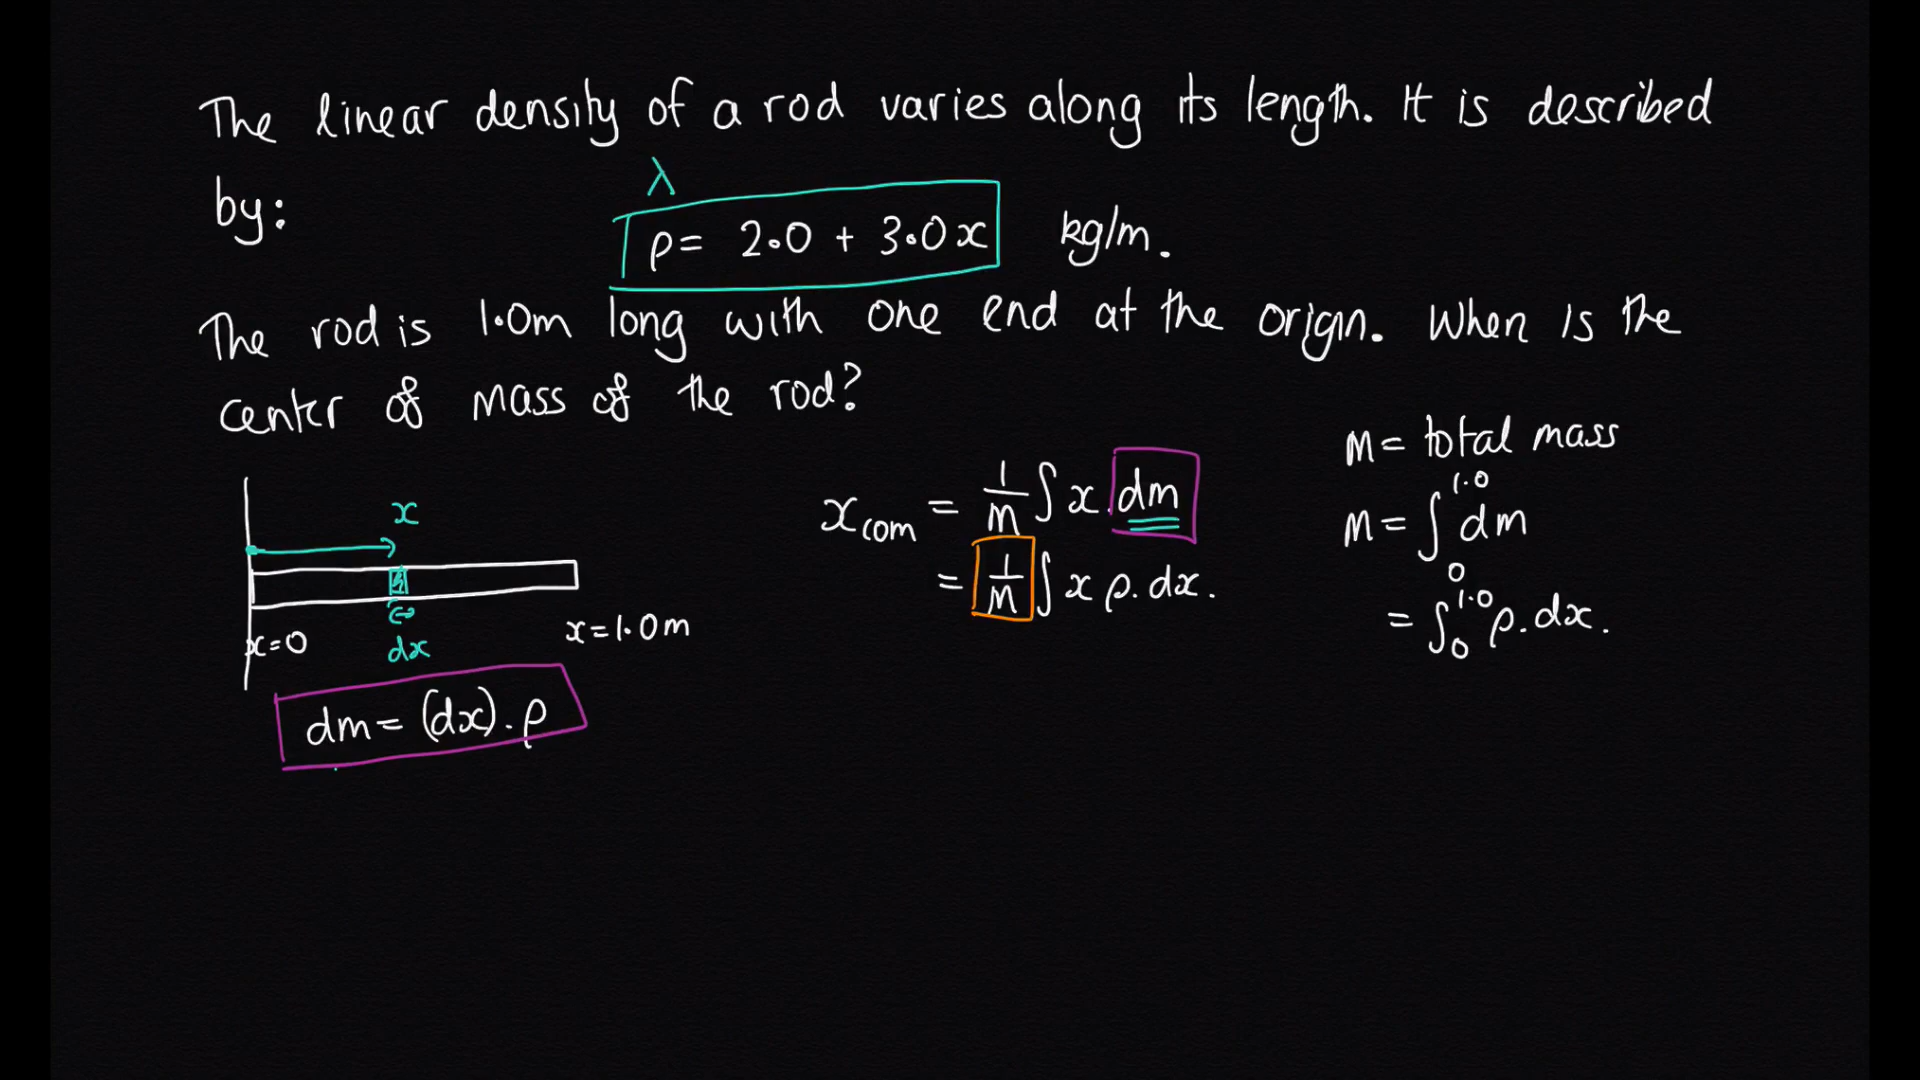 The linear density of a rod varies along its length. It is described
by:
λ
ρ = 2.0 + 3.0x kg/m.
The rod is 1.0m long with one end at the origin. When is the
center of mass of the rod?
x
x=0
dx
x=1.0m
dm = (dx).ρ
x com = 1/M ∫ x.dm
= 1/M ∫ x ρ.dx.
M = total mass
M = ∫₀^1.0 dm
= ∫₀^1.0 ρ.dx.